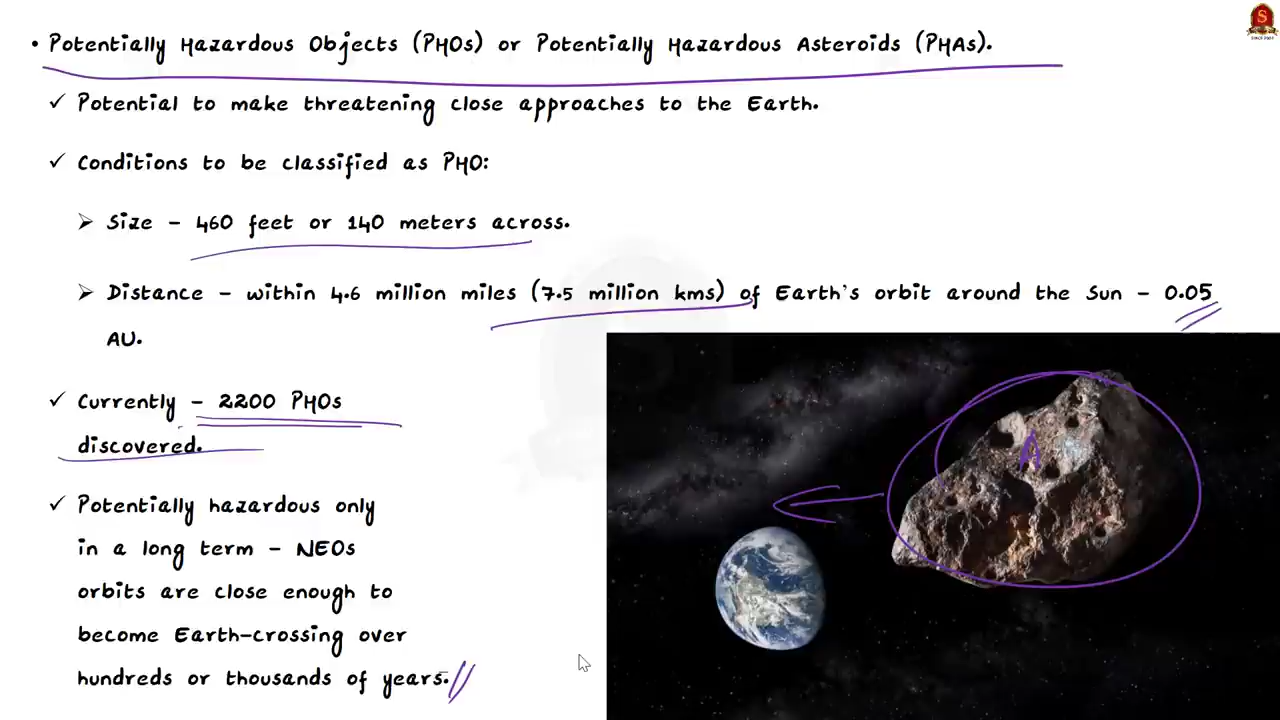 • Potentially Hazardous Objects (PHOs) or Potentially Hazardous Asteroids (PHAs).
✓ Potential to make threatening close approaches to the Earth.
✓ Conditions to be classified as PHO:
➤ Size – 460 feet or 140 meters across.
➤ Distance – within 4.6 million miles (7.5 million kms) of Earth's orbit around the Sun – 0.05
AU.
✓ Currently – 2200 PHOs
discovered.
✓ Potentially hazardous only
in a long term – NEOs
orbits are close enough to
become Earth-crossing over
hundreds or thousands of years.
A
S